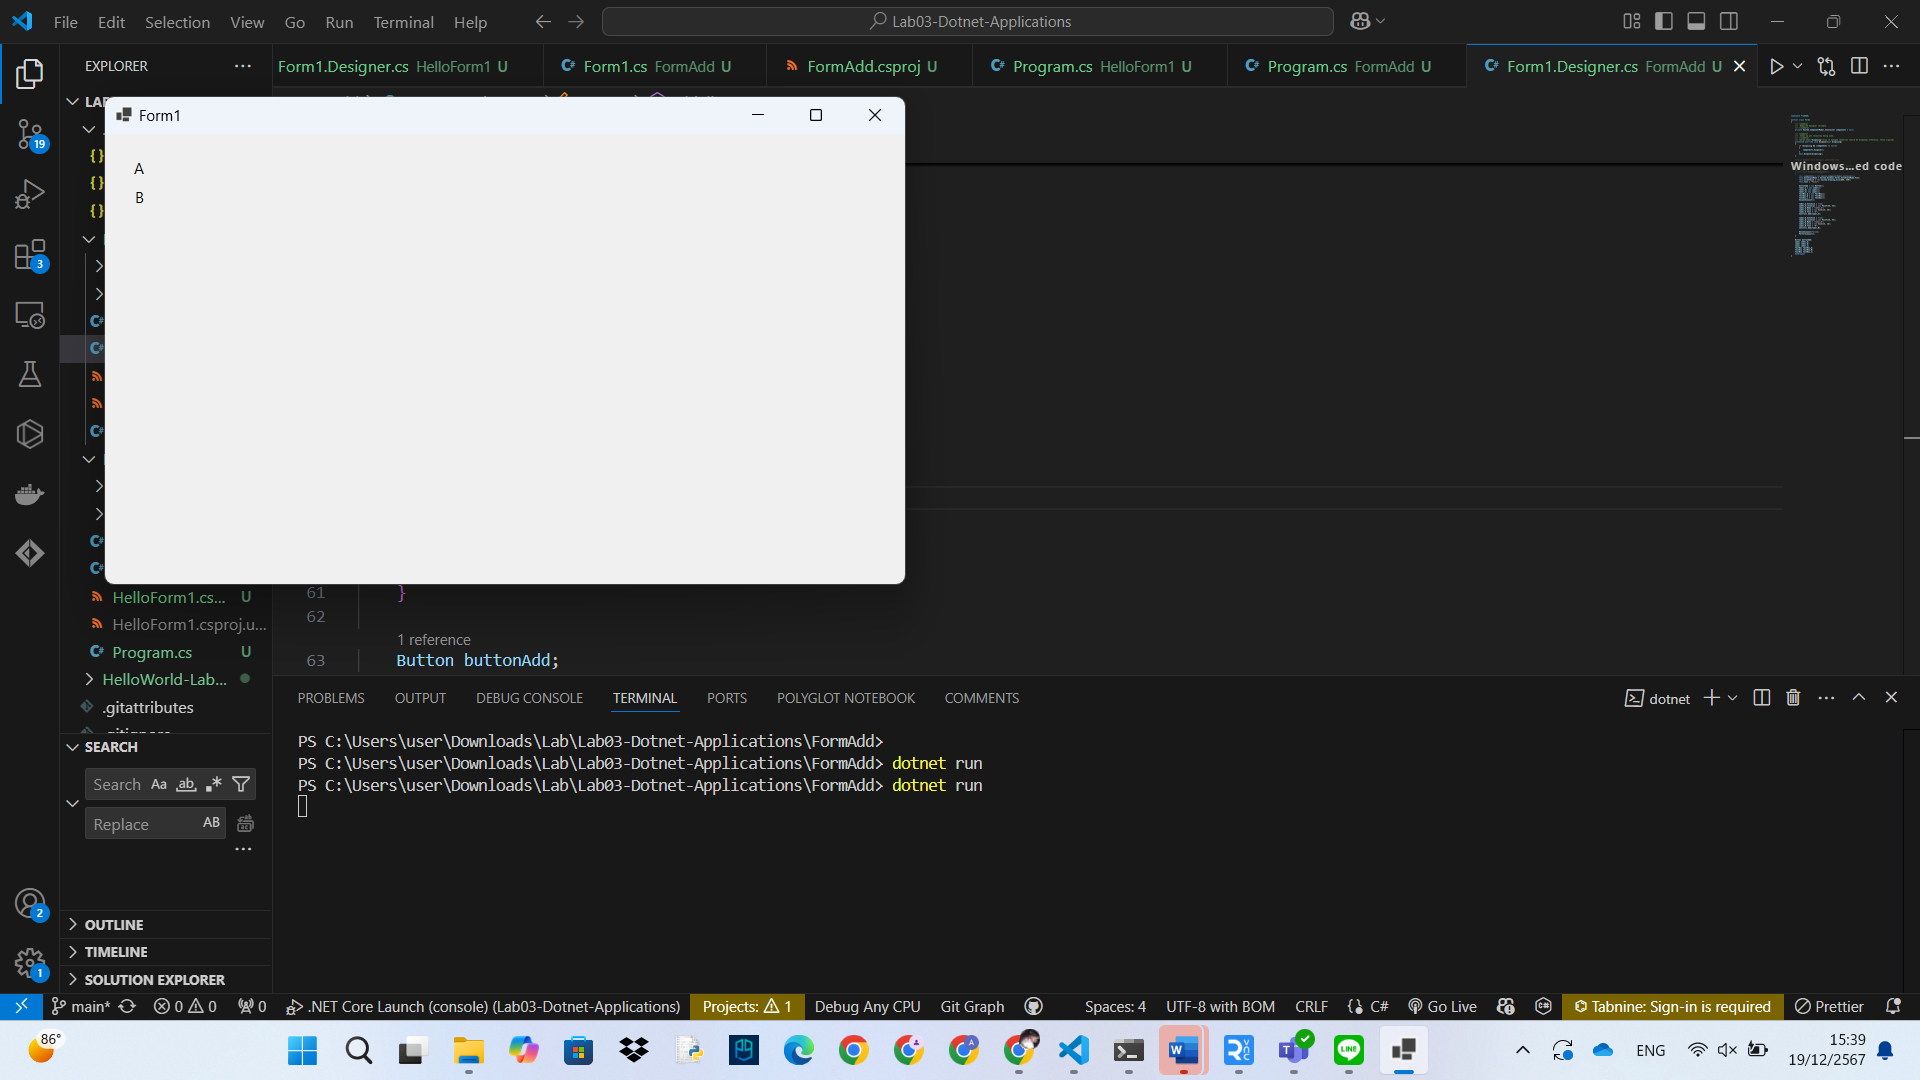 File Edit Selection View Go Run Terminal Help
Lab03-Dotnet-Applications
EXPLORER
Form1.Designer.cs HelloForm1 U
Form1.cs FormAdd U
FormAdd.csproj U
Program.cs HelloForm1 U
Program.cs FormAdd U
Form1.Designer.cs FormAdd U
Form1
A
B
Windows...ed code
19
3
HelloForm1.cs... U
HelloForm1.csproj.u...
Program.cs U
HelloWorld-Lab...
.gitattributes
61 }
62
1 reference
63 Button buttonAdd;
SEARCH
Search Aa ab
Replace AB
OUTLINE
TIMELINE
SOLUTION EXPLORER
2
1
PROBLEMS OUTPUT DEBUG CONSOLE TERMINAL PORTS POLYGLOT NOTEBOOK COMMENTS
dotnet
PS C:\Users\user\Downloads\Lab\Lab03-Dotnet-Applications\FormAdd>
PS C:\Users\user\Downloads\Lab\Lab03-Dotnet-Applications\FormAdd> dotnet run
PS C:\Users\user\Downloads\Lab\Lab03-Dotnet-Applications\FormAdd> dotnet run
main* 0 0 0 .NET Core Launch (console) (Lab03-Dotnet-Applications) Projects: 1 Debug Any CPU Git Graph Spaces: 4 UTF-8 with BOM CRLF C# Go Live Tabnine: Sign-in is required Prettier
86°
ENG
15:39
19/12/2567